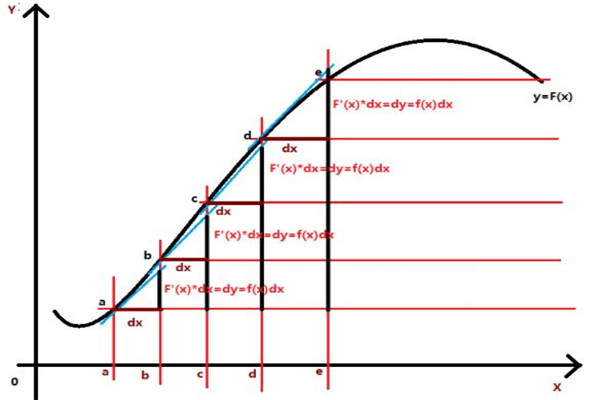 Y
e
F'(x)*dx=dy=f(x)dx
y=F(x)
d
dx
F'(x)*dx=dy=f(x)dx
c
dx
F'(x)*dx=dy=f(x)dx
b
dx
F'(x)*dx=dy=f(x)dx
a
dx
0
a
b
c
d
e
X